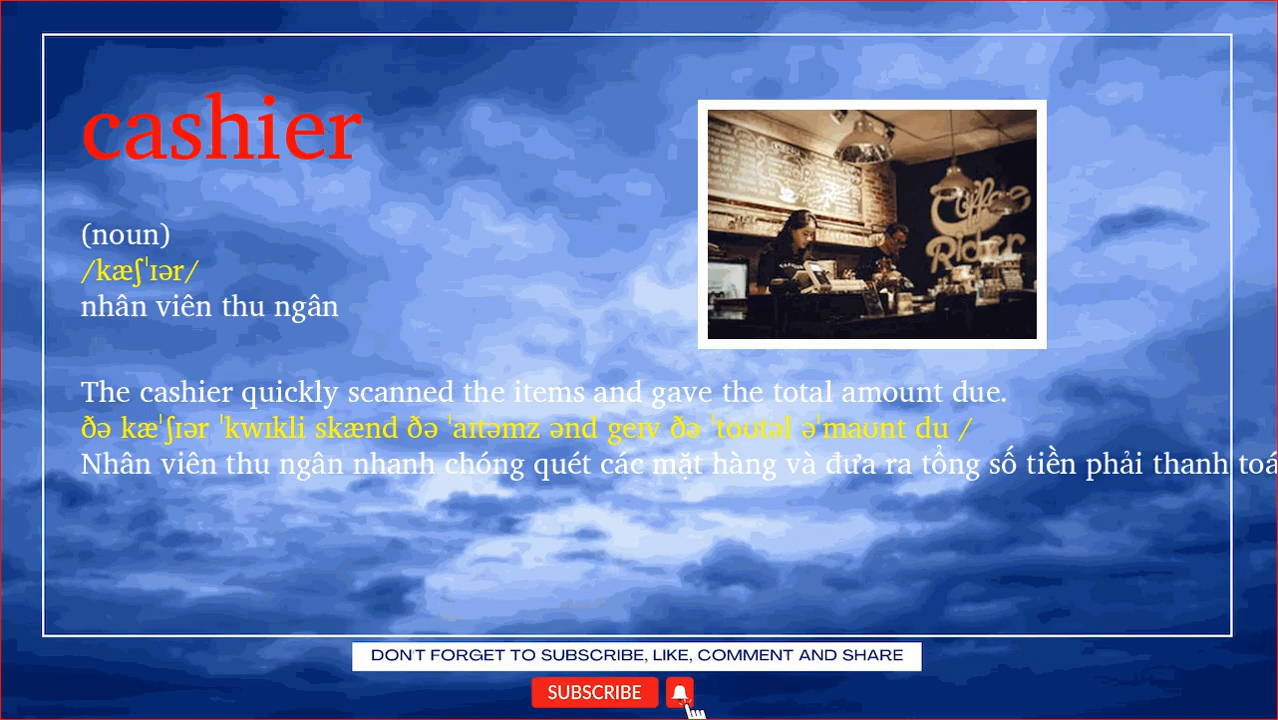 cashier
(noun)
/kæʃˈɪər/
nhân viên thu ngân
Coffee
Rider
The cashier quickly scanned the items and gave the total amount due.
ðə kæˈʃɪər ˈkwɪkli skænd ðə ˈaɪtəmz ənd geɪv ðə ˈtoʊtəl əˈmaʊnt du /
Nhân viên thu ngân nhanh chóng quét các mặt hàng và đưa ra tổng số tiền phải thanh toá
DON'T FORGET TO SUBSCRIBE, LIKE, COMMENT AND SHARE
SUBSCRIBE